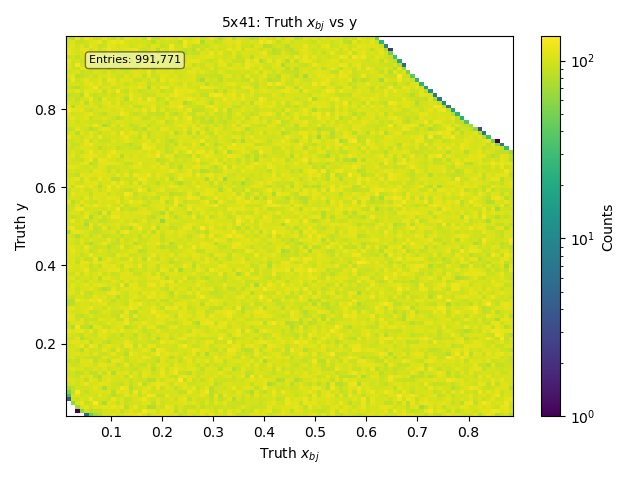 5x41: Truth x_{bj} vs y
Entries: 991,771
Truth y
0.8
0.6
0.4
0.2
0.1 0.2 0.3 0.4 0.5 0.6 0.7 0.8
Truth x_{bj}
10^2
10^1
10^0
Counts